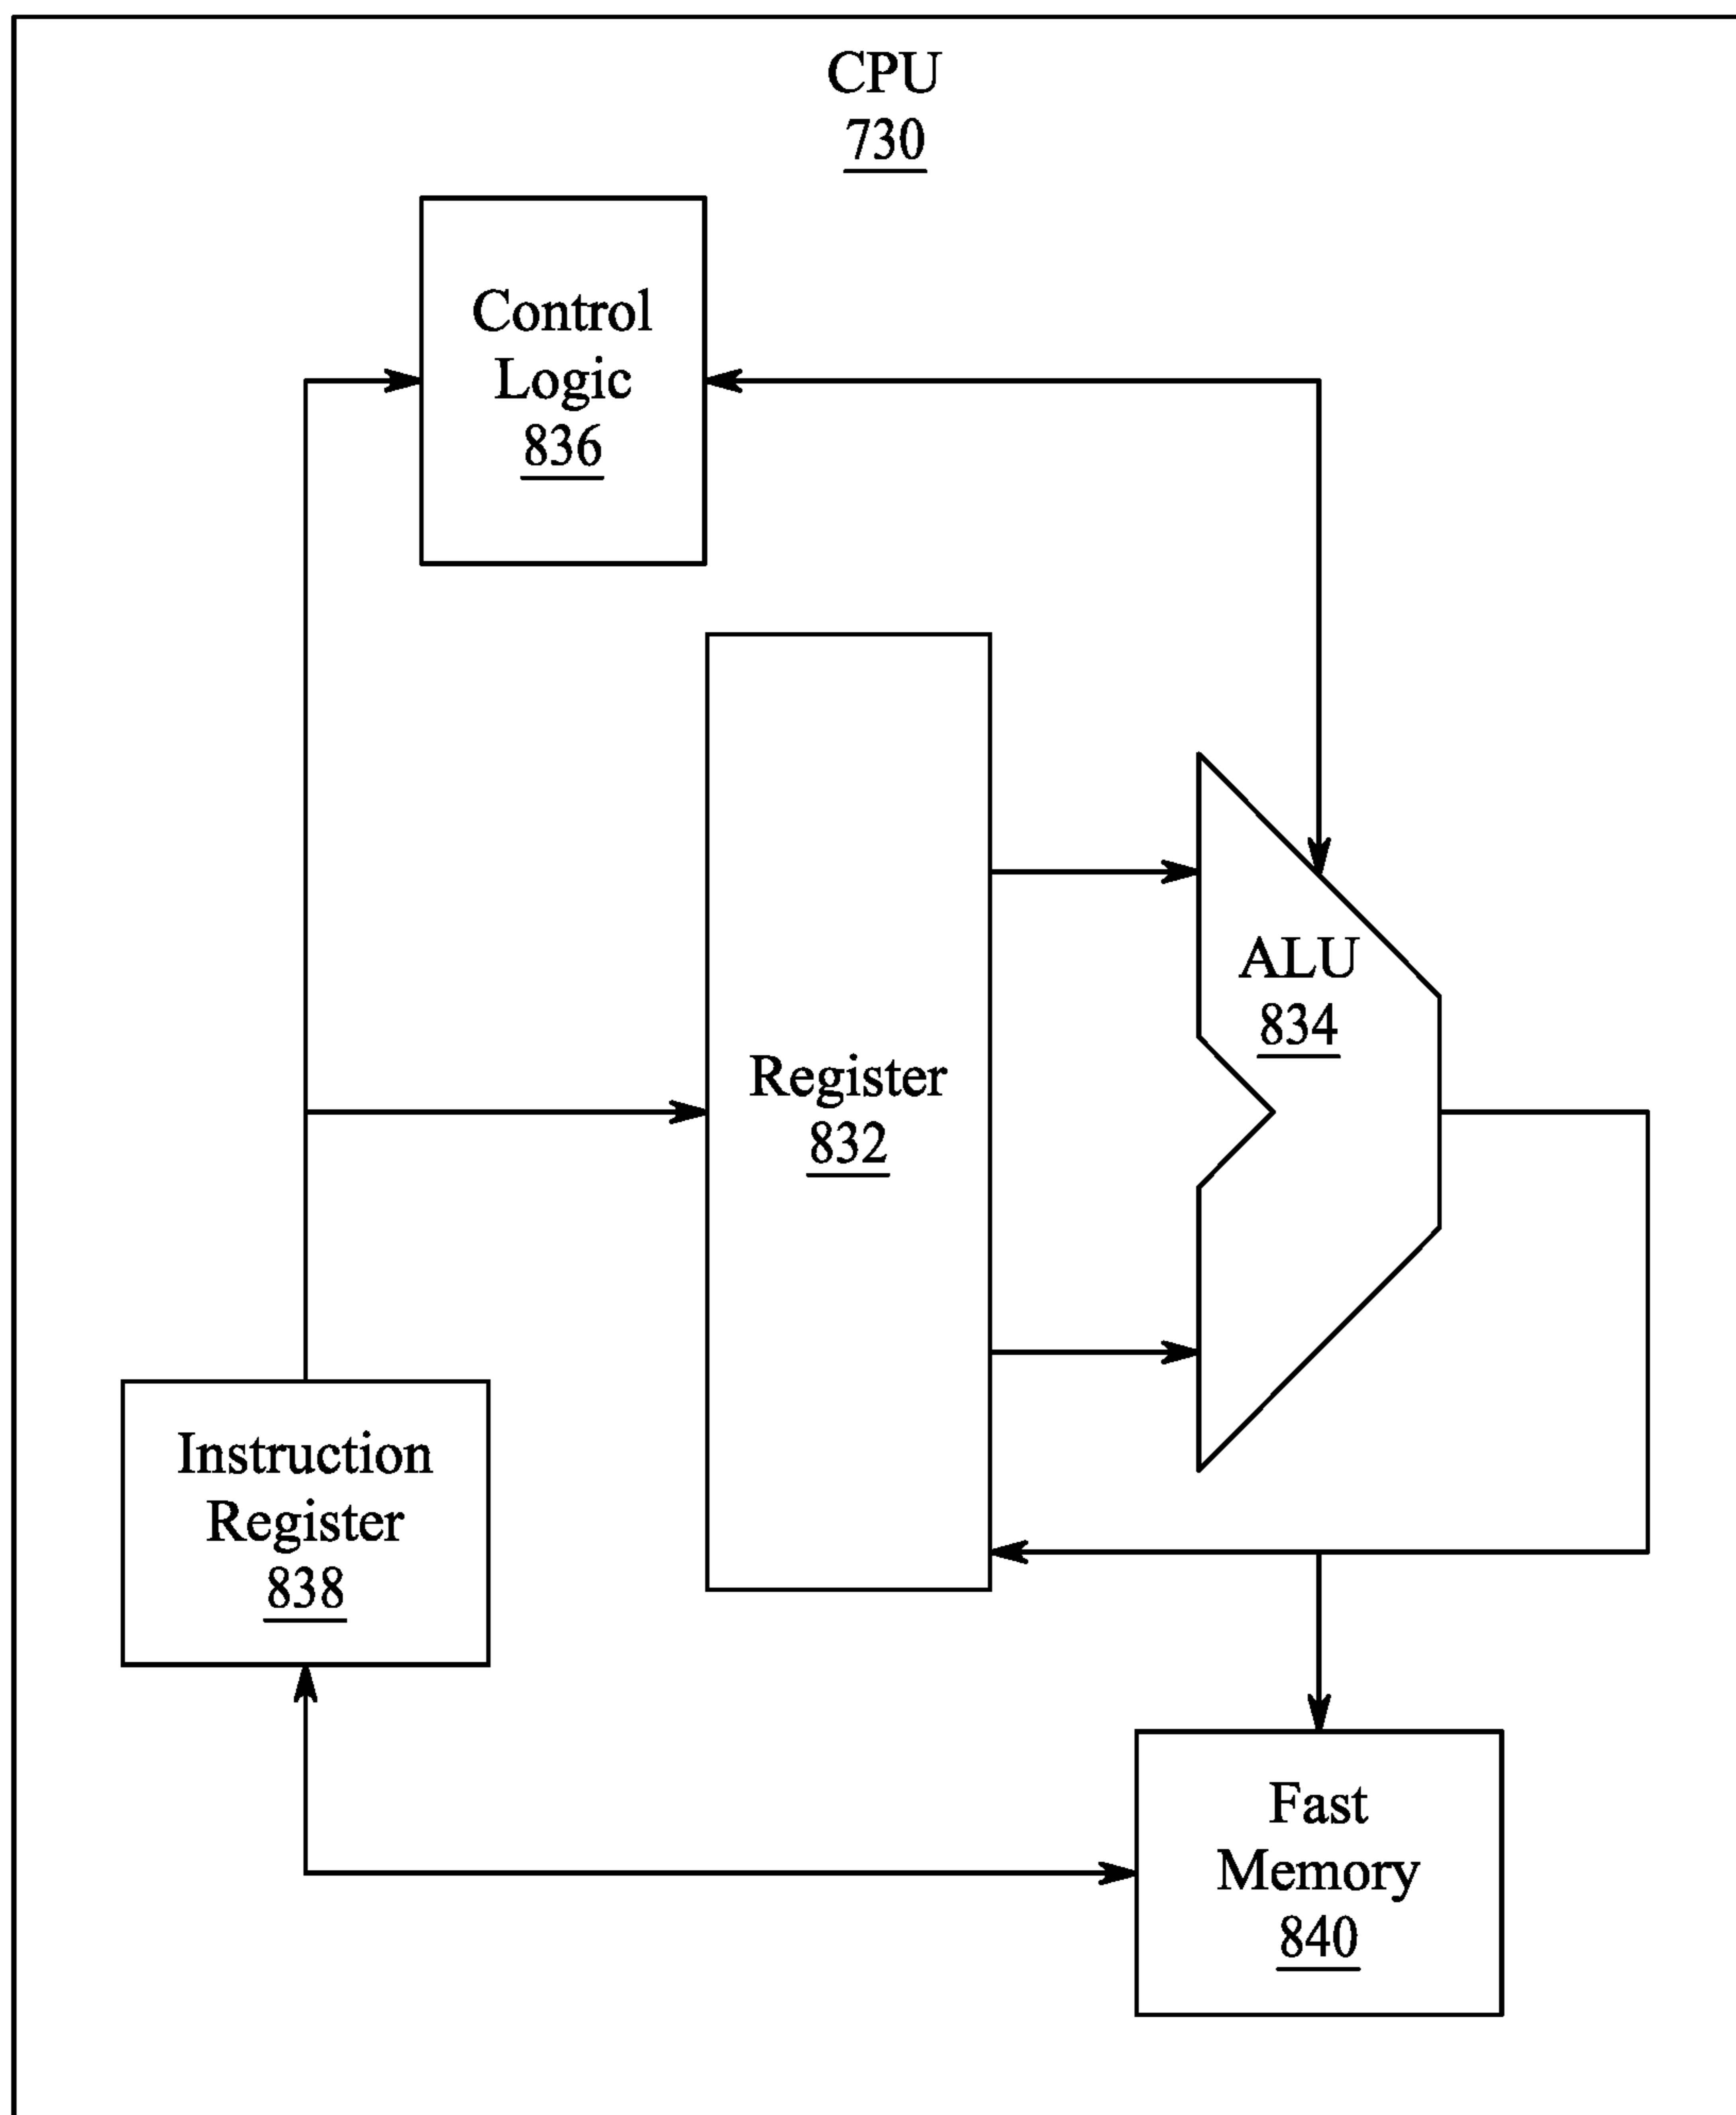 CPU
730
Control
Logic
836
ALU
834
Register
832
Instruction
Register
838
Fast
Memory
840